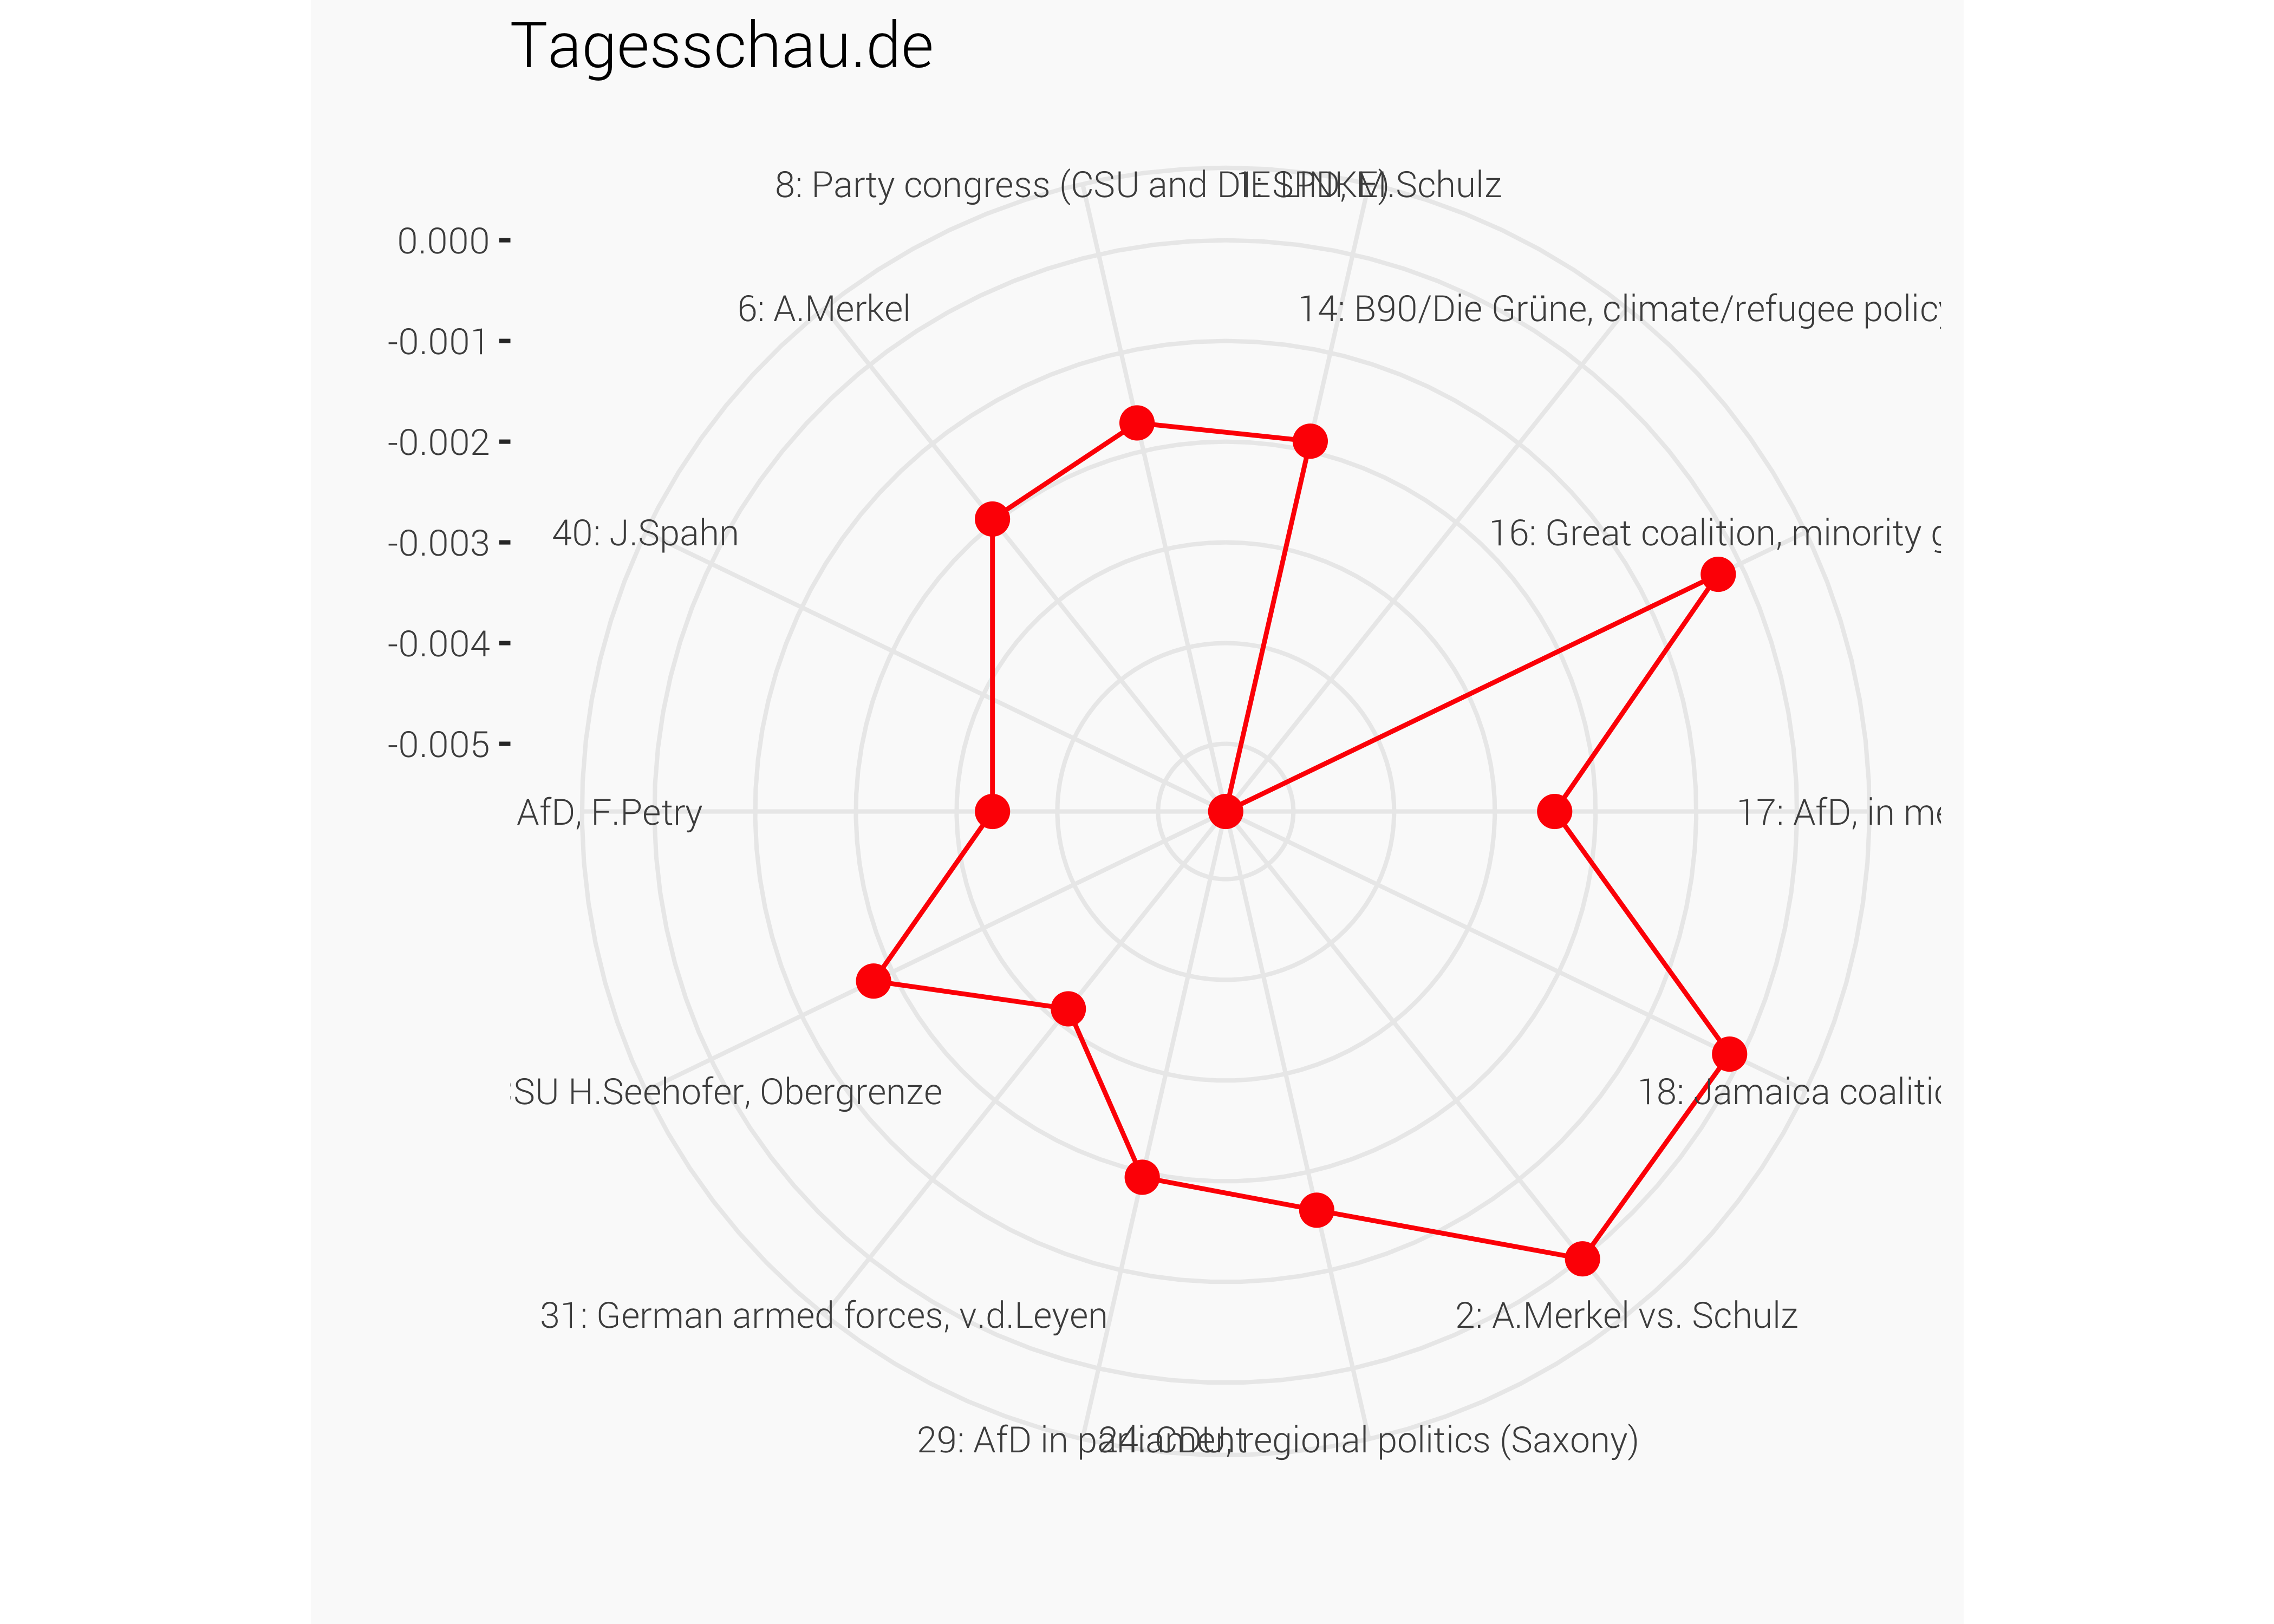 Tagesschau.de
8: Party congress (CSU and DIE LINKE)
1: SPD, M.Schulz
0.000
6: A.Merkel
14: B90/Die Grüne, climate/refugee policy
-0.001
-0.002
40: J.Spahn
16: Great coalition, minority g
-0.003
-0.004
-0.005
AfD, F.Petry
17: AfD, in me
SU H.Seehofer, Obergrenze
18: Jamaica coalitio
31: German armed forces, v.d.Leyen
2: A.Merkel vs. Schulz
29: AfD in parliament
24: CDU, regional politics (Saxony)